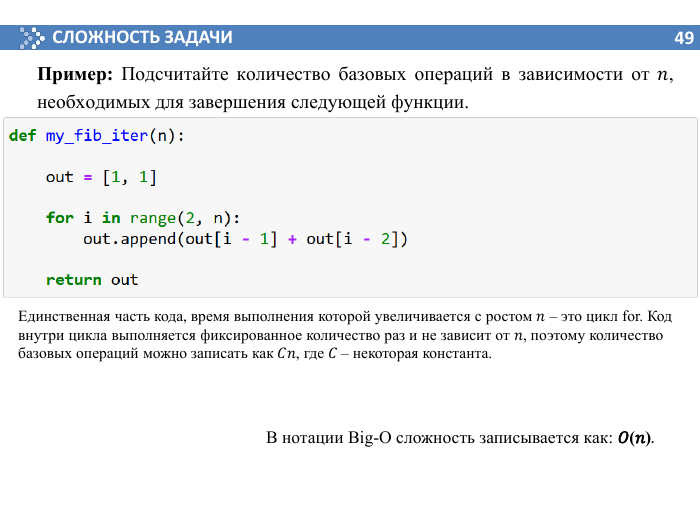 СЛОЖНОСТЬ ЗАДАЧИ 49
Пример: Подсчитайте количество базовых операций в зависимости от n,
необходимых для завершения следующей функции.
def my_fib_iter(n):
    out = [1, 1]
    for i in range(2, n):
        out.append(out[i - 1] + out[i - 2])
    return out
Единственная часть кода, время выполнения которой увеличивается с ростом n – это цикл for. Код
внутри цикла выполняется фиксированное количество раз и не зависит от n, поэтому количество
базовых операций можно записать как Cn, где C – некоторая константа.
В нотации Big-O сложность записывается как: O(n).